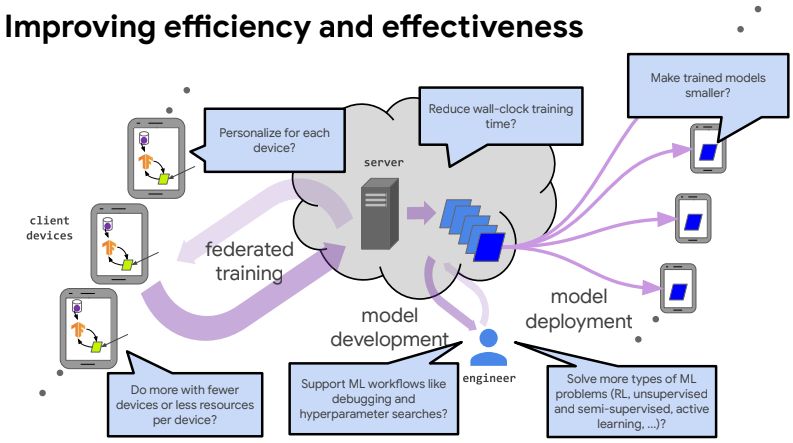 Improving efficiency and effectiveness
Make trained models
smaller?
Personalize for each
device?
Reduce wall-clock training
time?
server
client
devices
federated
training
model
development
model
deployment
engineer
Do more with fewer
devices or less resources
per device?
Support ML workflows like
debugging and
hyperparameter searches?
Solve more types of ML
problems (RL, unsupervised
and semi-supervised, active
learning, ...)?